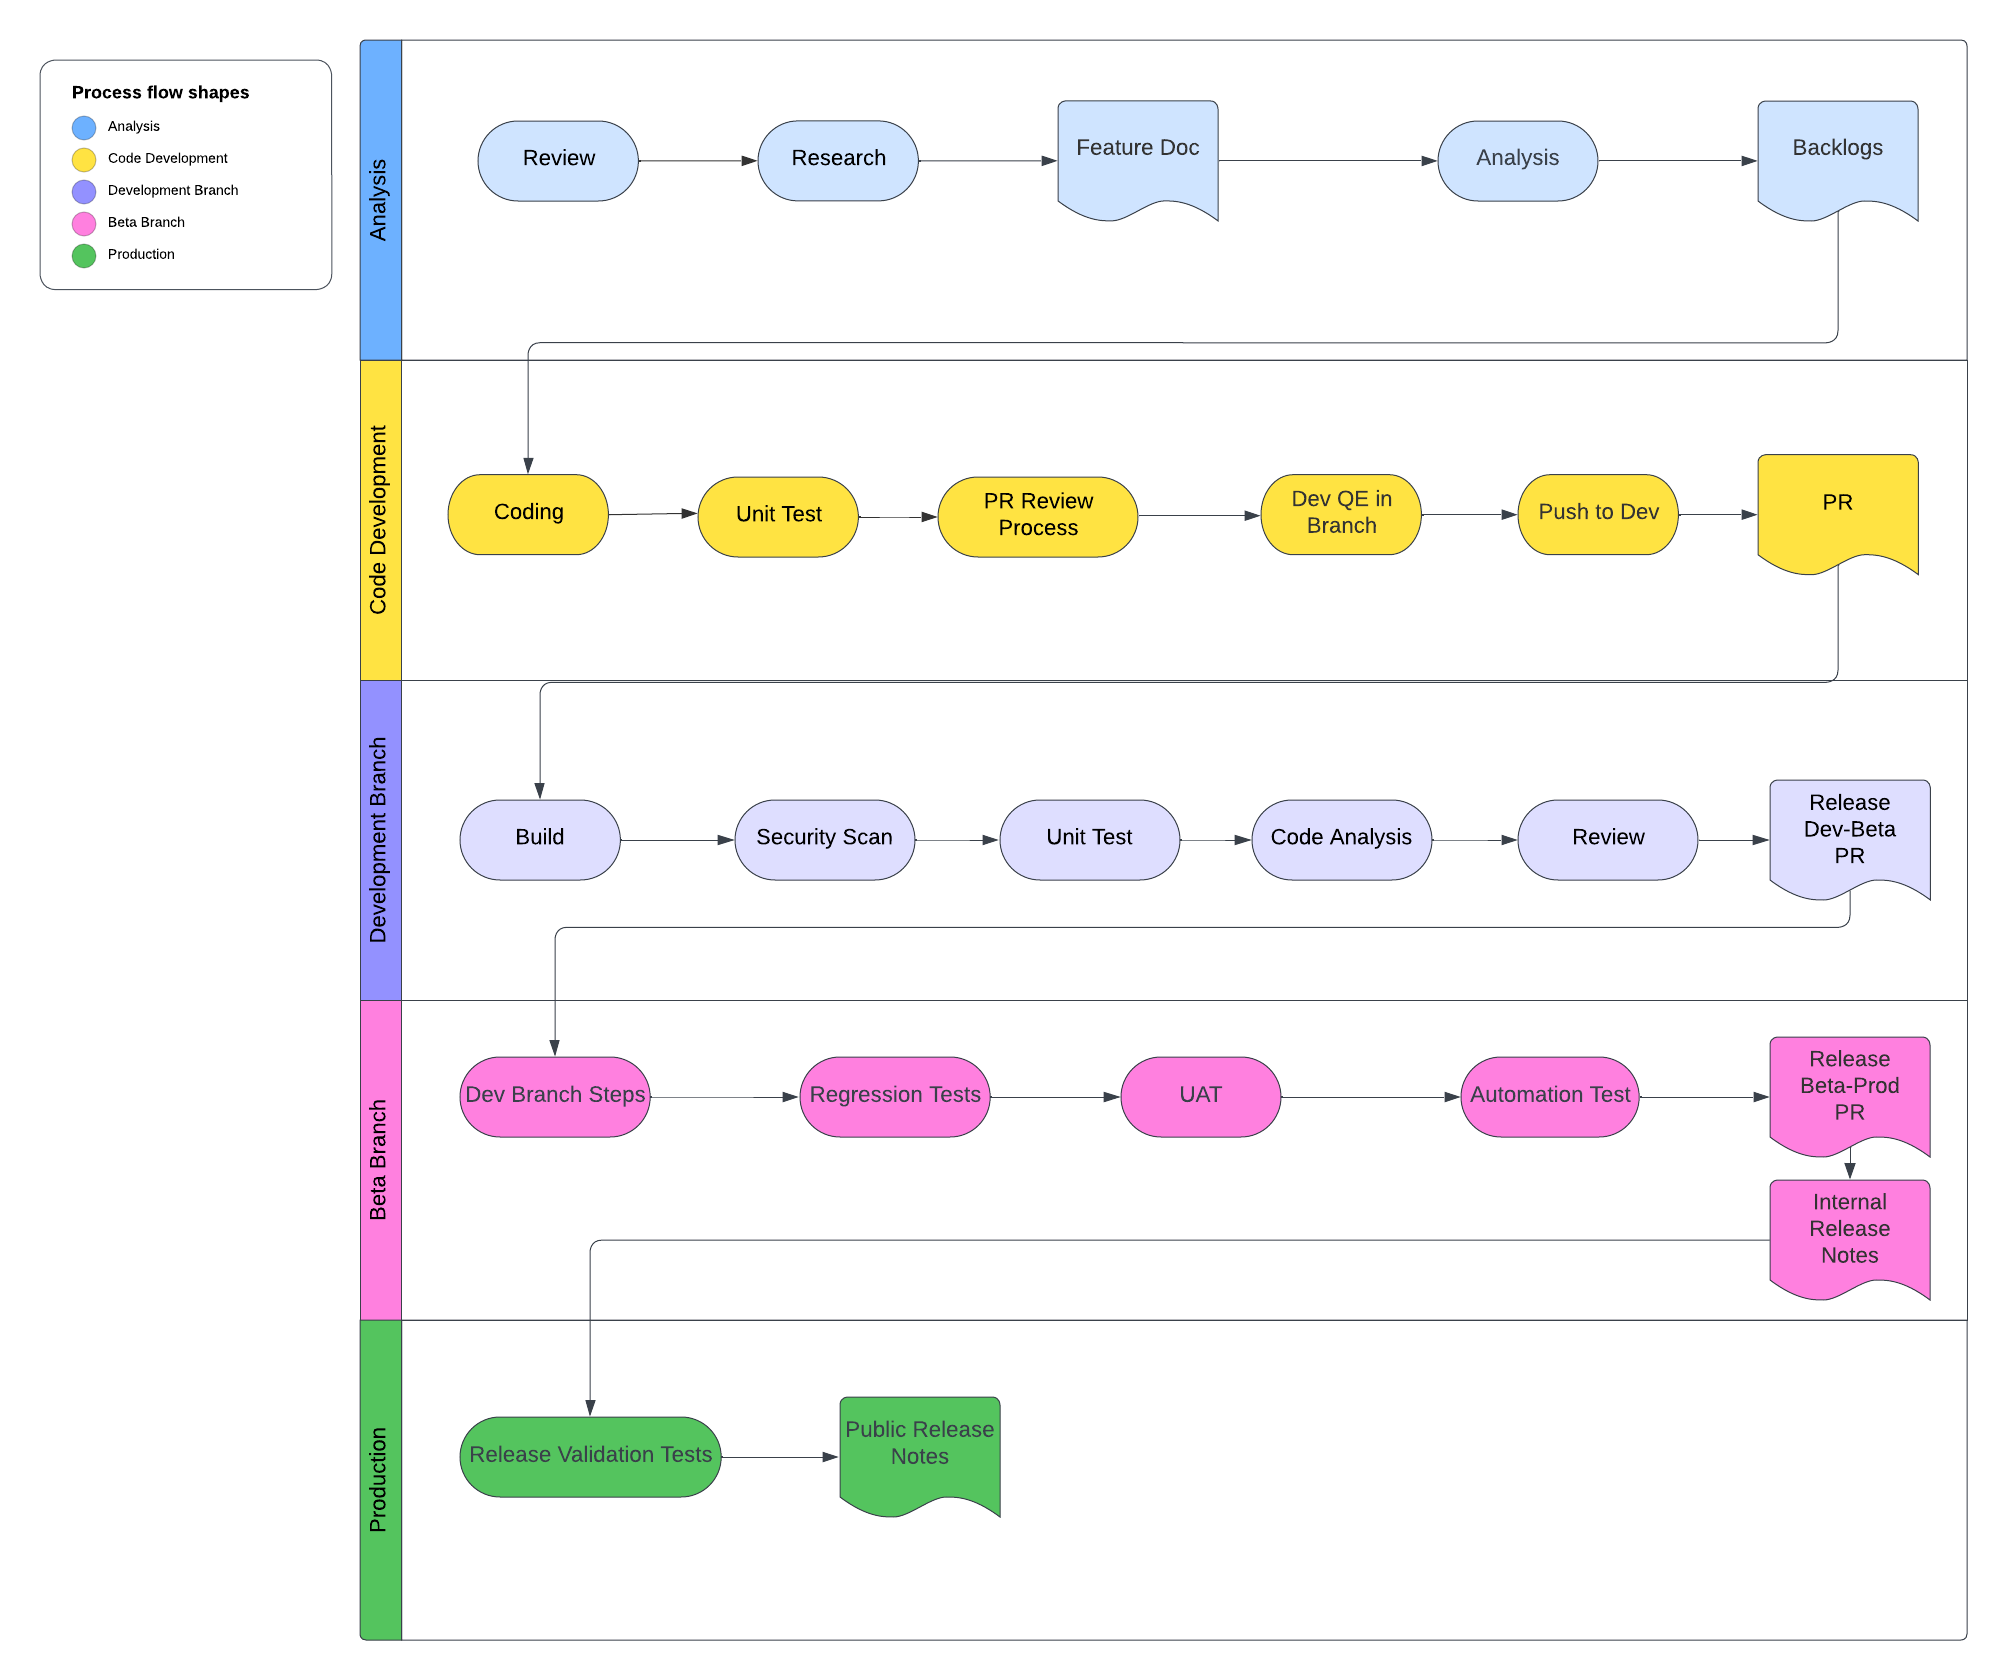 Process flow shapes
Analysis
Code Development
Development Branch
Beta Branch
Production
Analysis
Review
Research
Feature Doc
Analysis
Backlogs
Code Development
Coding
Unit Test
PR Review
Process
Dev QE in
Branch
Push to Dev
PR
Development Branch
Build
Security Scan
Unit Test
Code Analysis
Review
Release
Dev-Beta
PR
Beta Branch
Dev Branch Steps
Regression Tests
UAT
Automation Test
Release
Beta-Prod
PR
Internal
Release
Notes
Production
Release Validation Tests
Public Release
Notes